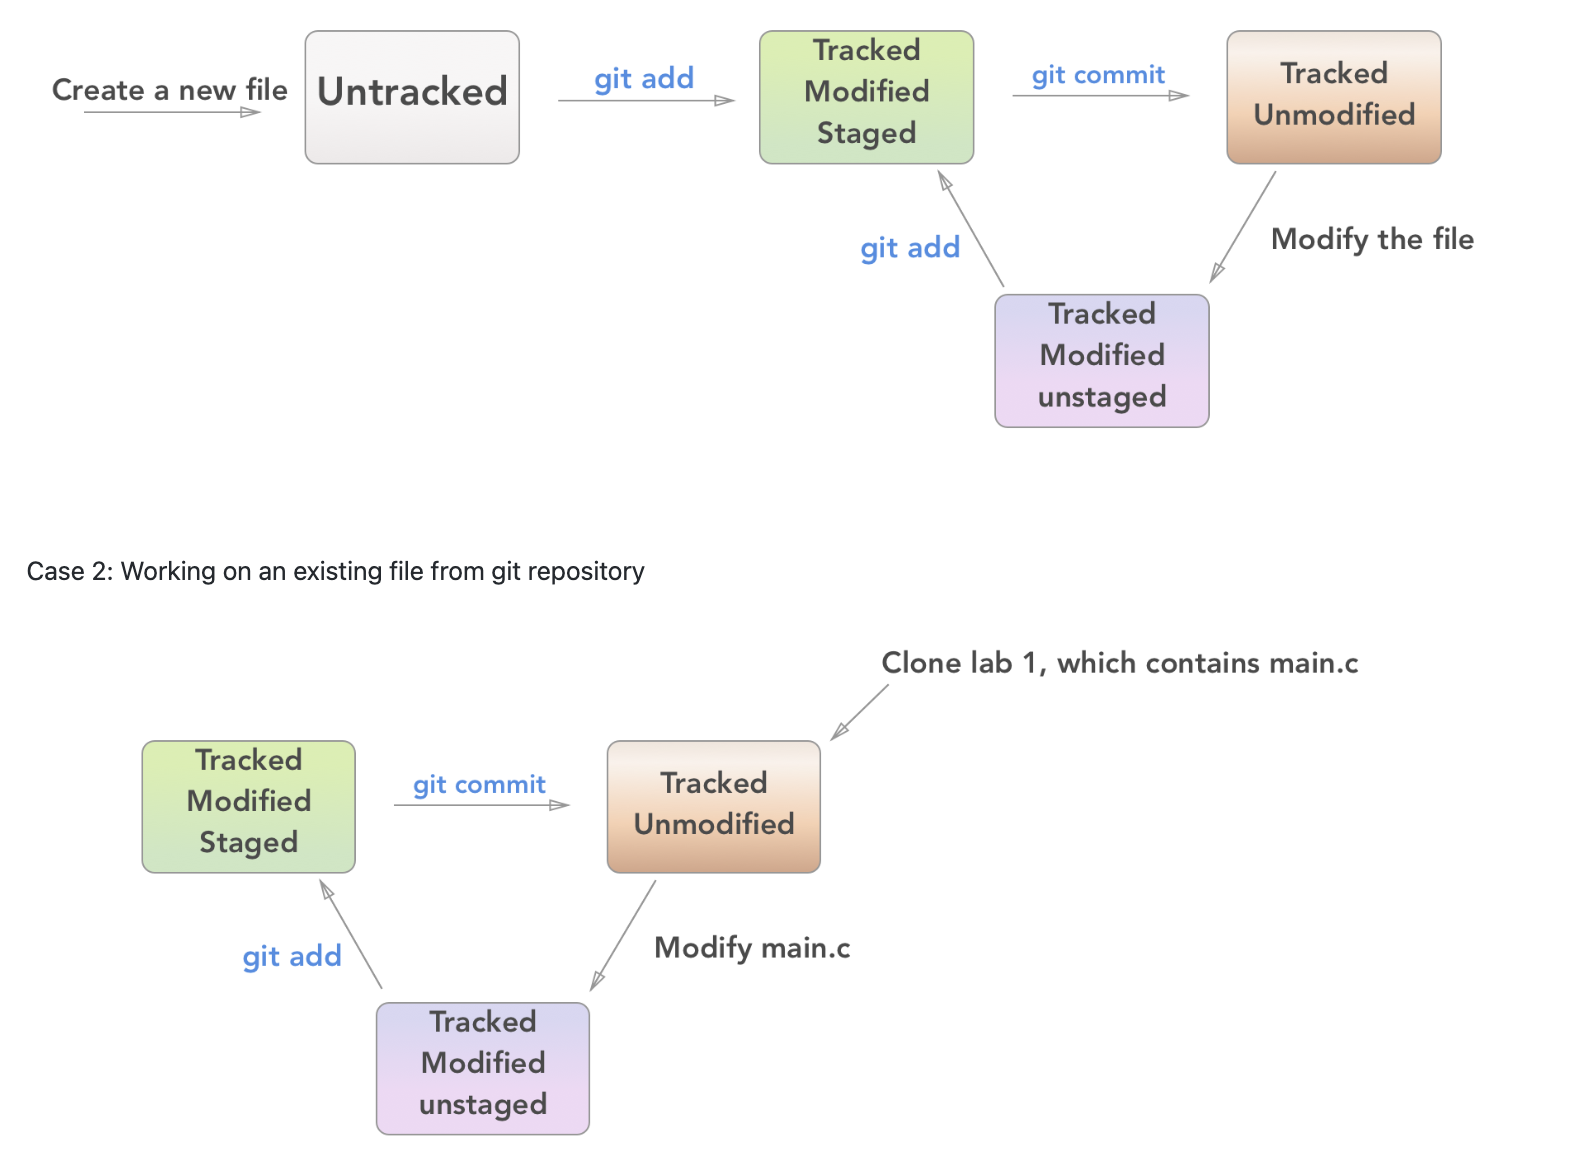 Create a new file
Untracked
git add
Tracked
Modified
Staged
git commit
Tracked
Unmodified
Modify the file
git add
Tracked
Modified
unstaged
Case 2: Working on an existing file from git repository
Clone lab 1, which contains main.c
Tracked
Modified
Staged
git commit
Tracked
Unmodified
Modify main.c
git add
Tracked
Modified
unstaged